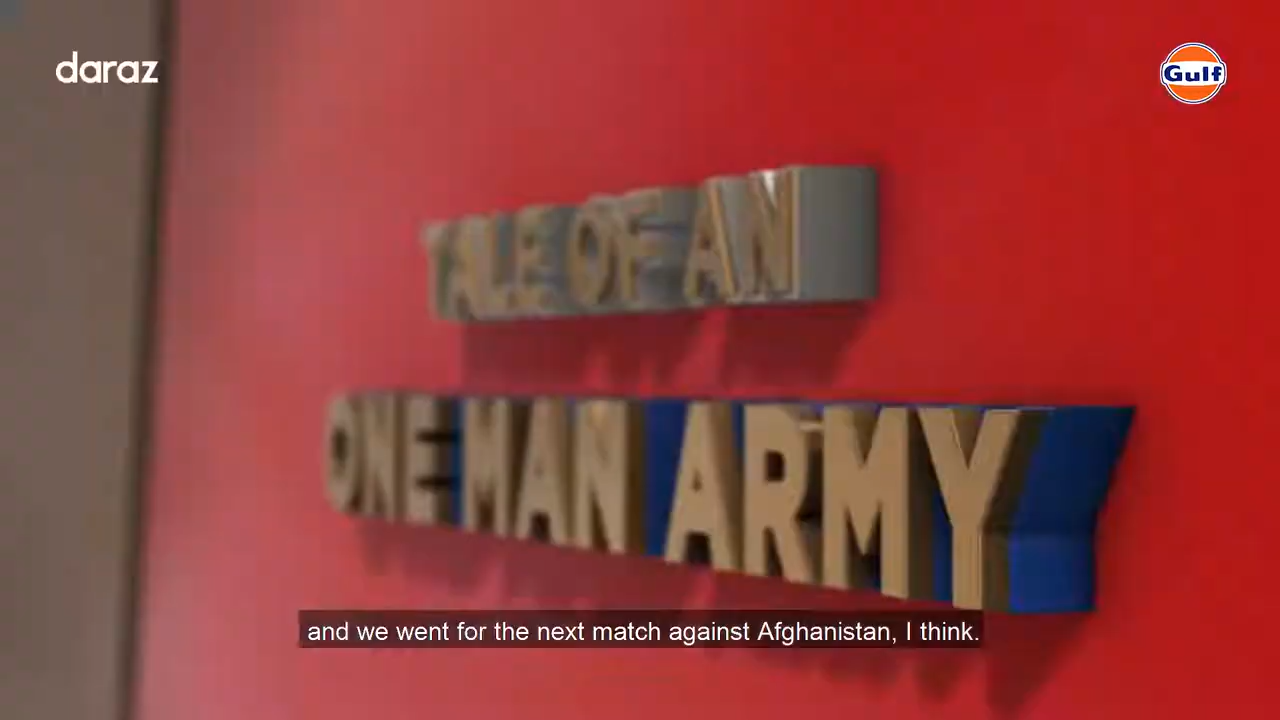 daraz
Gulf
TALE OF AN
ONE MAN ARMY
and we went for the next match against Afghanistan, I think.